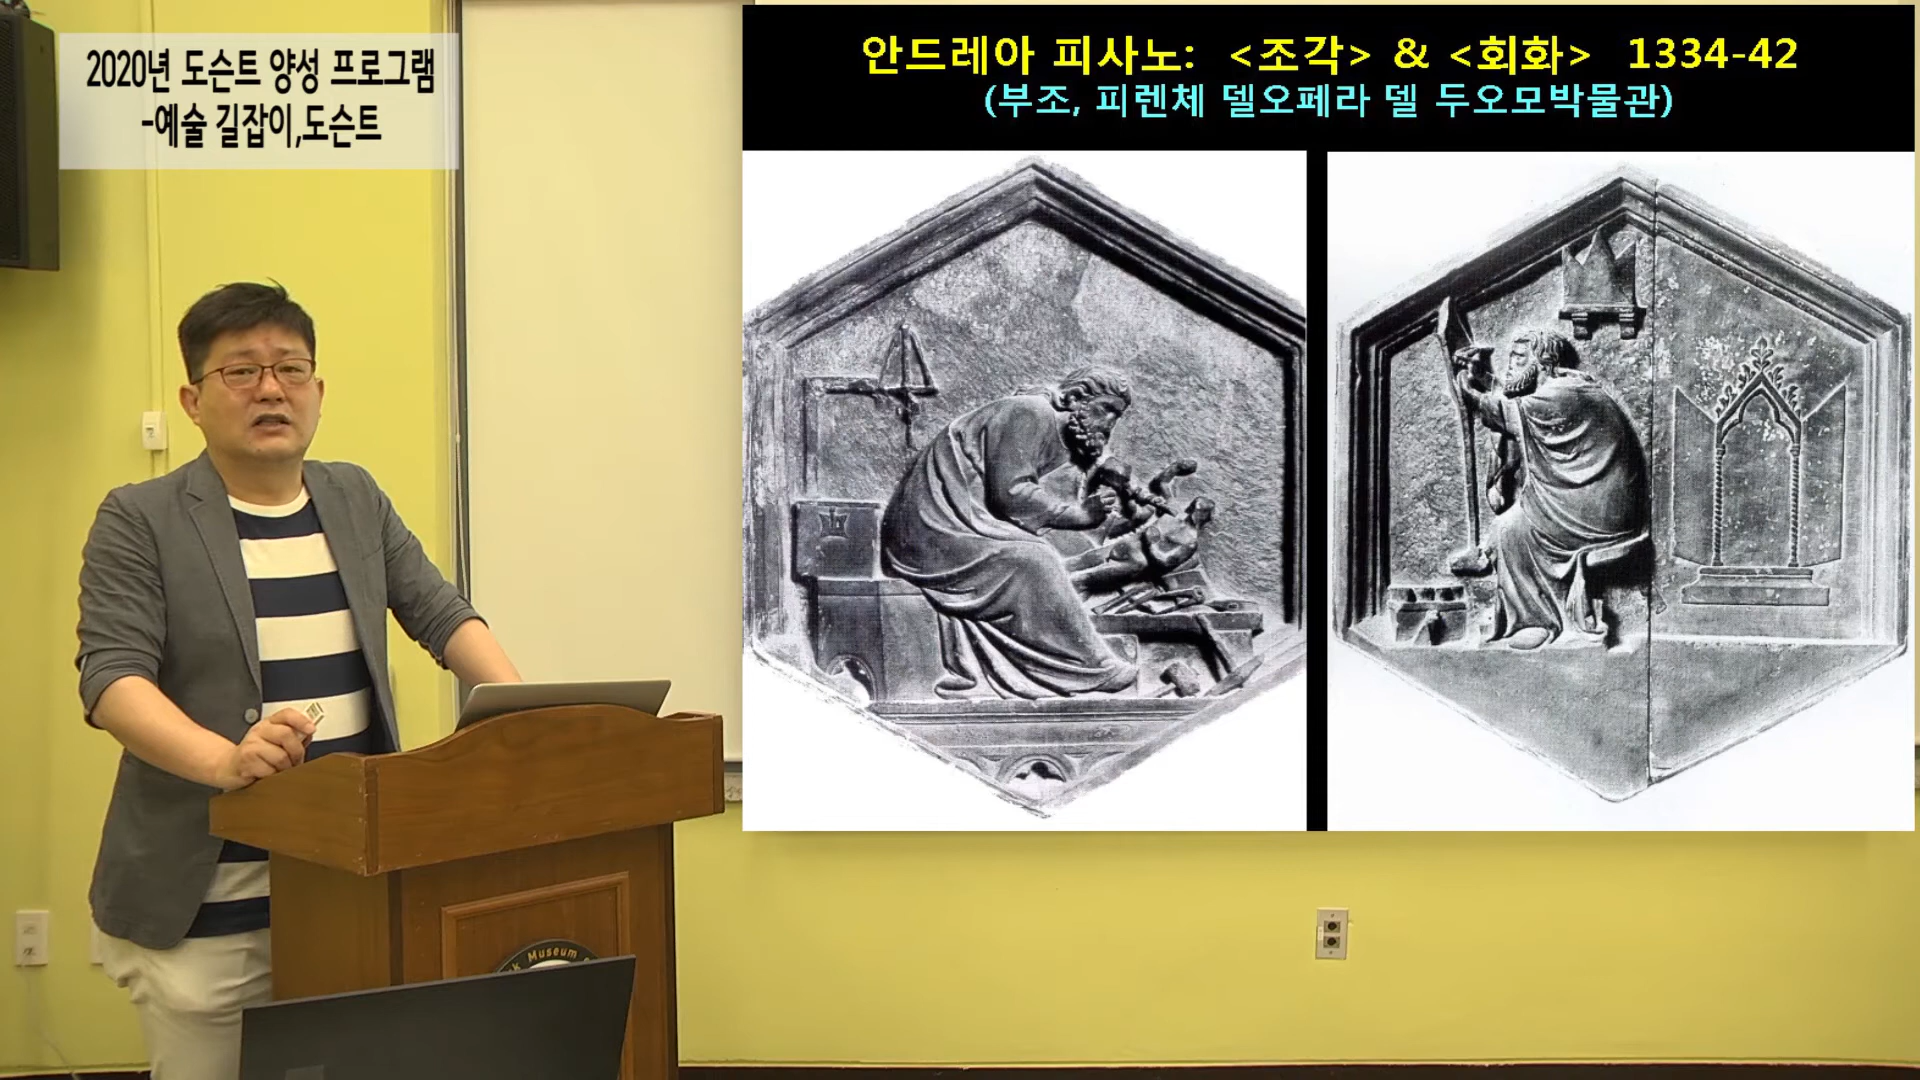 2020년 도슨트 양성 프로그램
-예술 길잡이,도슨트
안드레아 피사노: <조각> & <회화> 1334-42
(부조, 피렌체 델오페라 델 두오모박물관)
Museum